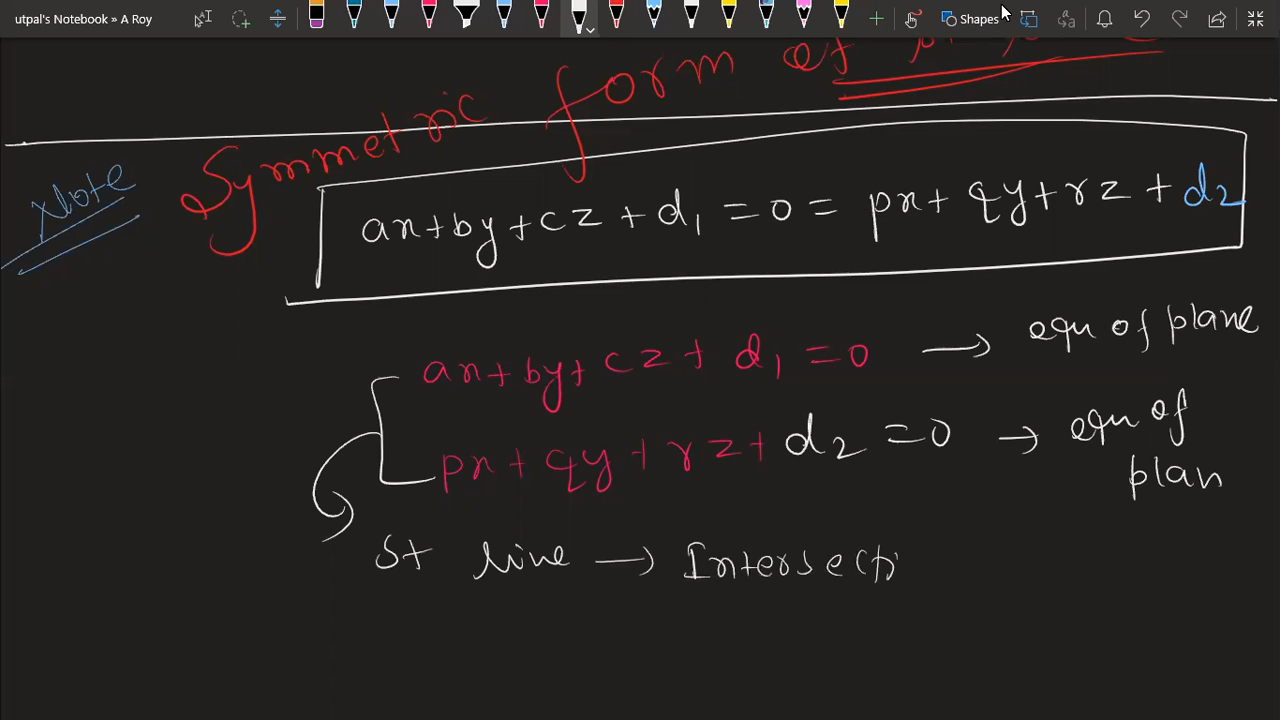 utpal's Notebook » A Roy
Shapes
Symmetric form of
Note
ax+by+cz+d₁ =0= px+qy+rz+d₂
ax+by+cz+d₁=0 → equ of plane
px+qy+rz+d₂=0 → equ of
plan
St line → Intersecti